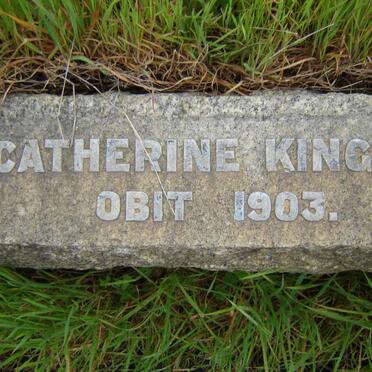 CATHERINE KING
OBIT 1903.